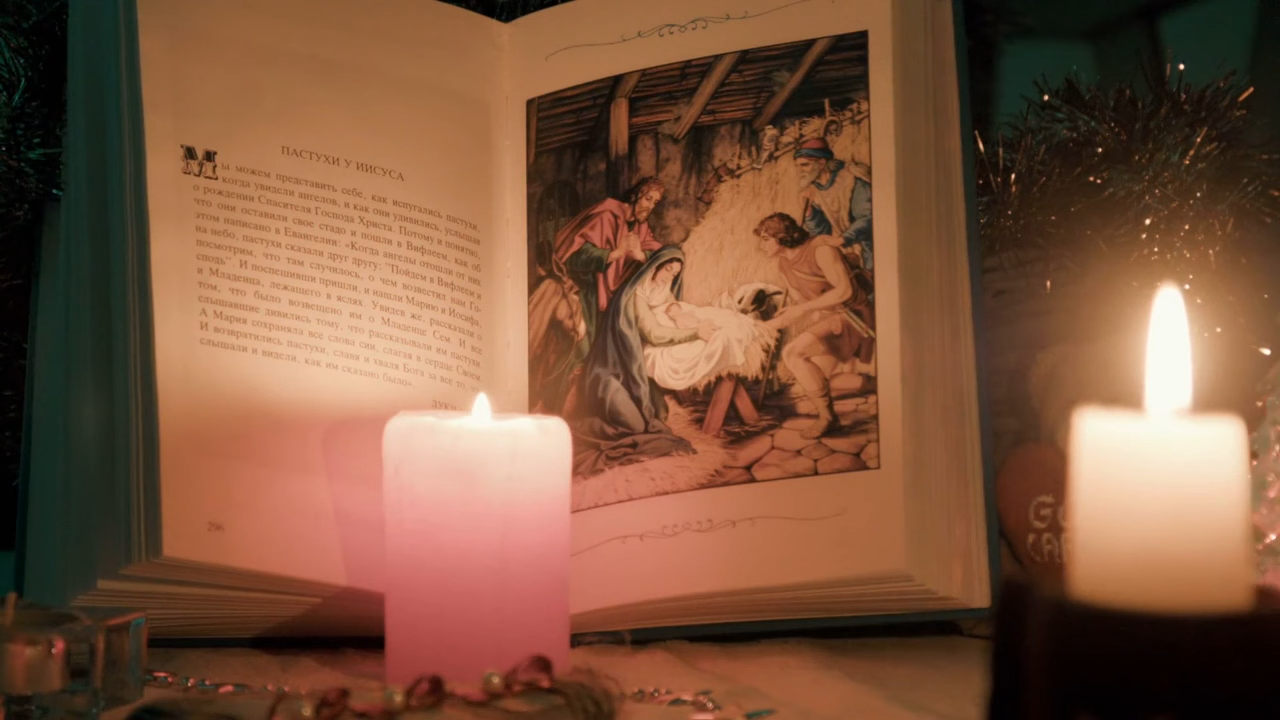 ПАСТУХИ У ИИСУСА
Мы можем представить себе, как испугались пастухи,
когда увидели ангелов, и как они удивились, услышав
о рождении Спасителя Господа Христа. Потому и понятно,
что они оставили свое стадо и пошли в Вифлеем, как об
этом написано в Евангелии: «Когда ангелы отошли от них
на небо, пастухи сказали друг другу: "Пойдем в Вифлеем и
посмотрим, что там случилось, о чем возвестил нам Го-
сподь". И поспешивши пришли, и нашли Марию и Иосифа,
и Младенца, лежащего в яслях. Увидев же, рассказали о
том, что было возвещено им о Младенце Сем. И все
слышавшие дивились тому, что рассказывали им пастухи.
А Мария сохраняла все слова сии, слагая в сердце Своем.
И возвратились пастухи, славя и хваля Бога за все то, что
слышали и видели, как им сказано было».
296